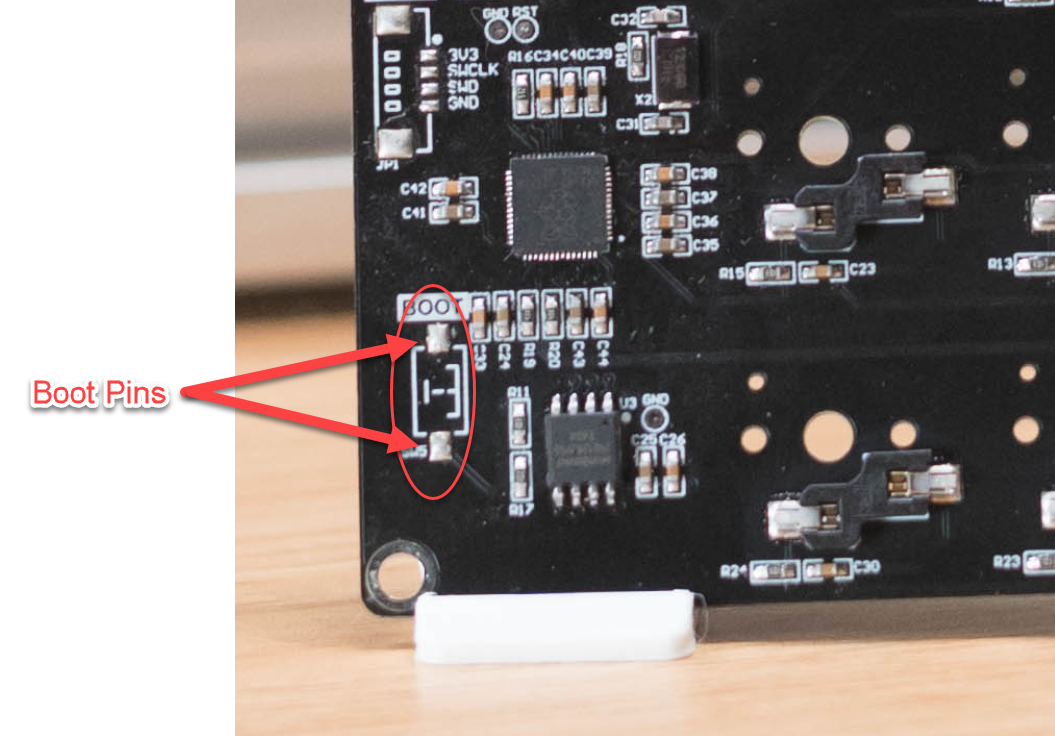 GND RST
C32
R18
3V3
SWCLK
SWD
GND
R16 C34 C40 C39
X2
C31
JP1
C42
C41
C38
C37
C36
C35
R15
C23
R13
BOOT
C33
C24
R19
R20
C43
C44
Boot Pins
R11
U3
GND
C25 C26
SW5
R17
R24
C30
R23